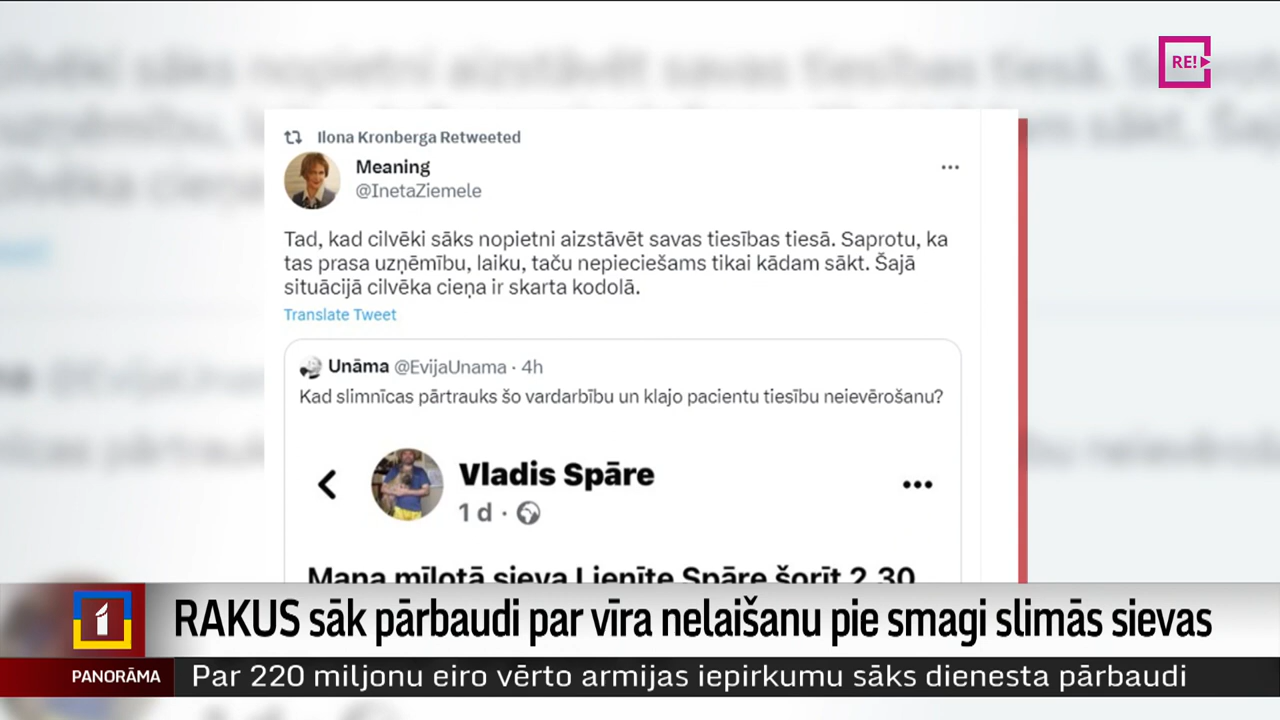 RE!
Ilona Kronberga Retweeted
Meaning
@InetaZiemele
Tad, kad cilvēki sāks nopietni aizstāvēt savas tiesības tiesā. Saprotu, ka
tas prasa uzņēmību, laiku, taču nepieciešams tikai kādam sākt. Šajā
situācijā cilvēka cieņa ir skarta kodolā.
Translate Tweet
Unāma @EvijaUnama · 4h
Kad slimnīcas pārtrauks šo vardarbību un klajo pacientu tiesību neievērošanu?
Vladis Spāre
1 d ·
Mana mīļotā sieva Lienīte Spāre šorīt 2.30
1
RAKUS sāk pārbaudi par vīra nelaišanu pie smagi slimās sievas
PANORĀMA
Par 220 miljonu eiro vērto armijas iepirkumu sāks dienesta pārbaudi